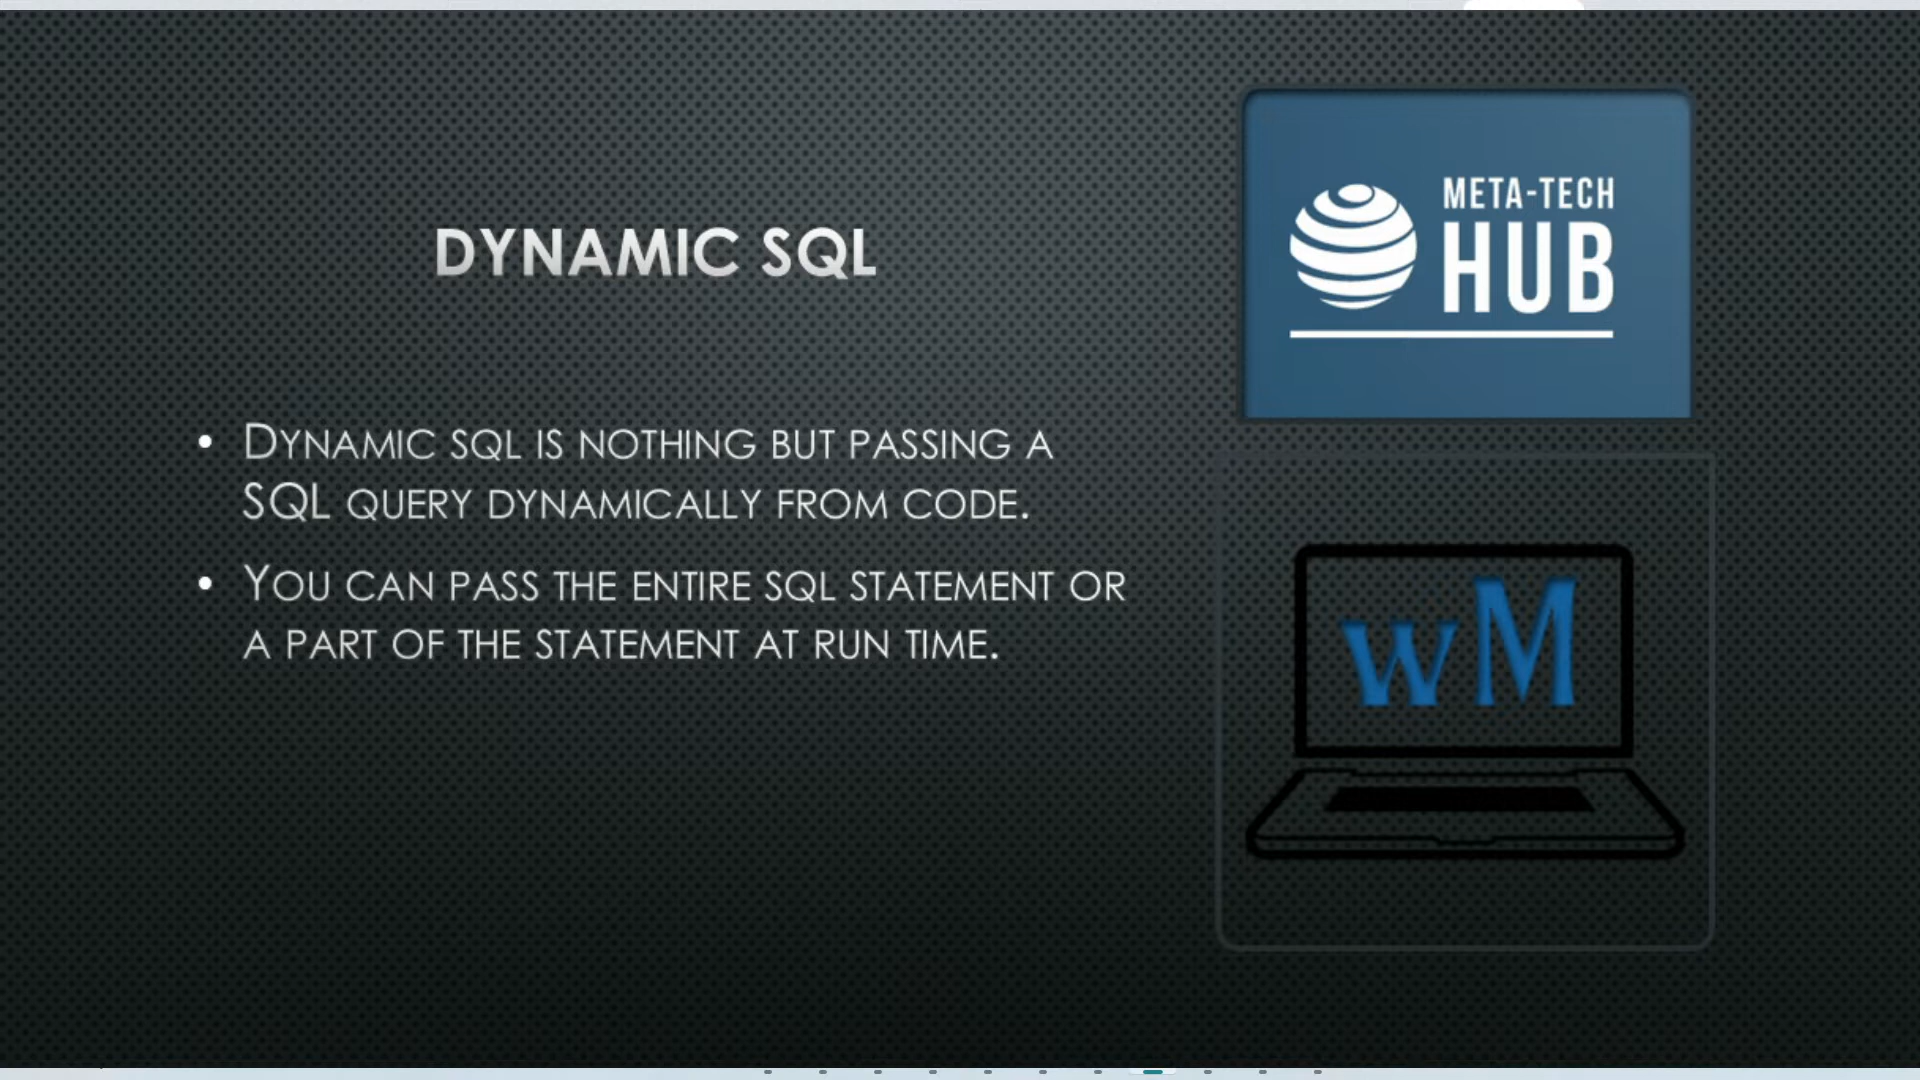 DYNAMIC SQL
DYNAMIC SQL IS NOTHING BUT PASSING A
SQL QUERY DYNAMICALLY FROM CODE.
YOU CAN PASS THE ENTIRE SQL STATEMENT OR
A PART OF THE STATEMENT AT RUN TIME.
META-TECH
HUB
wM